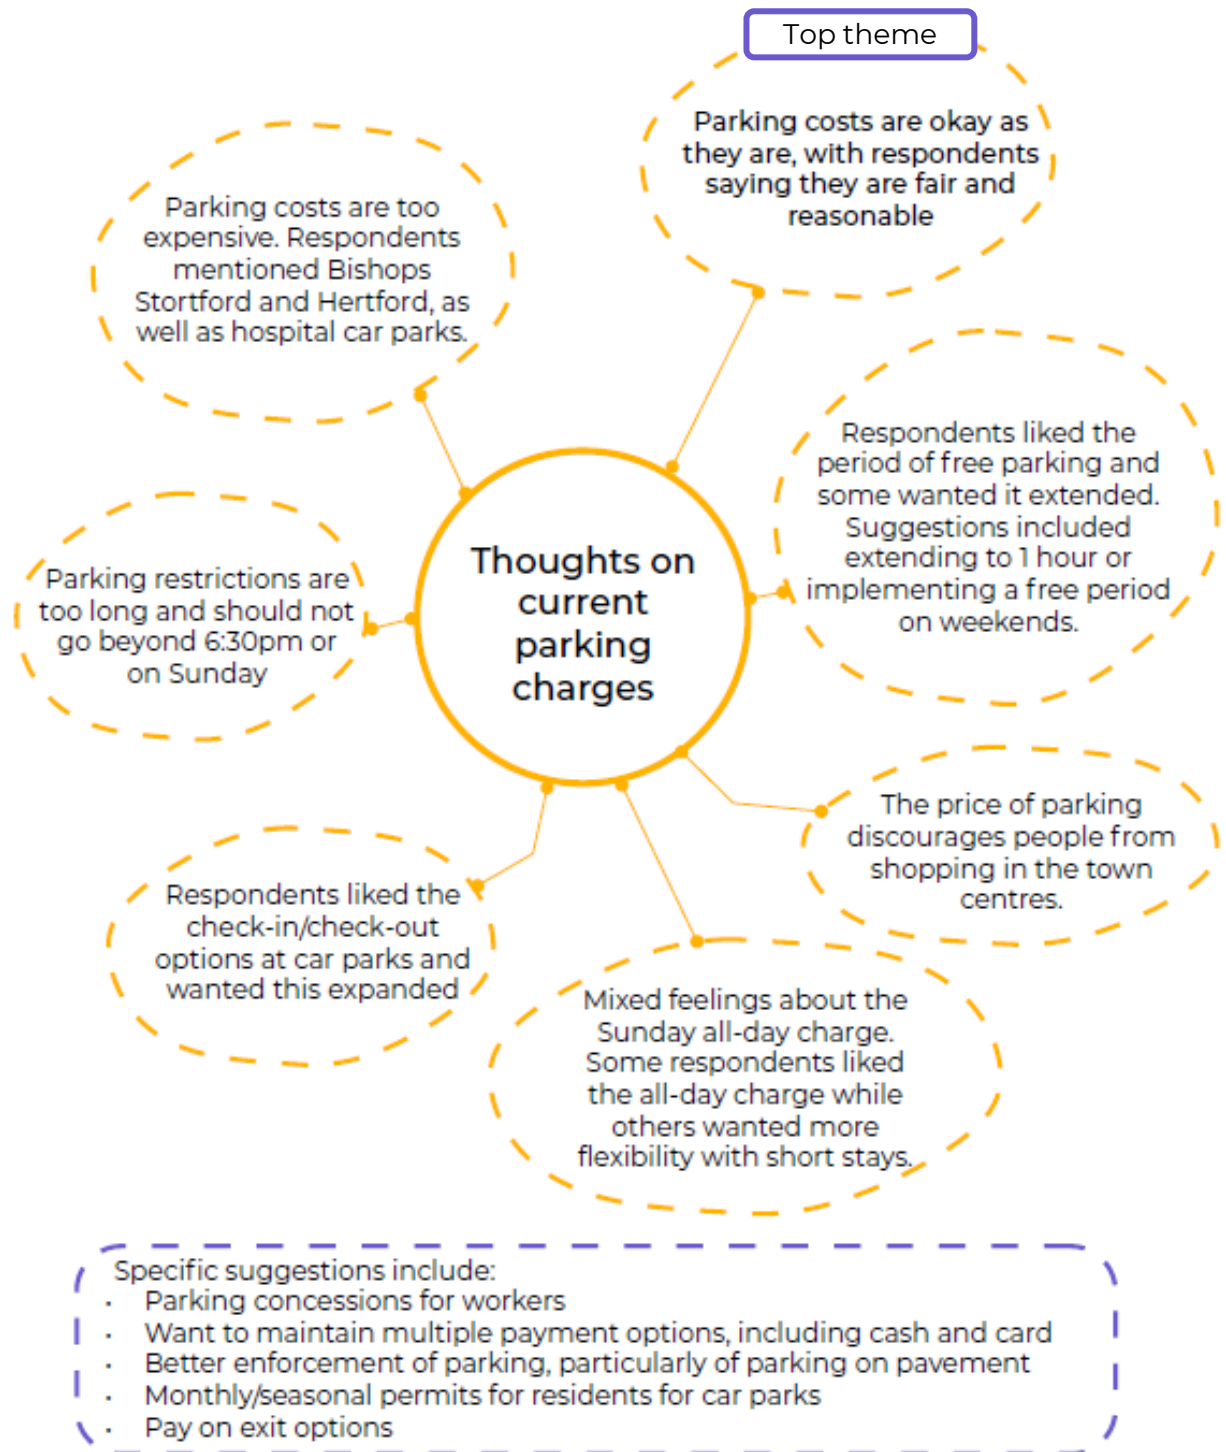 Top theme
Parking costs are okay as
they are, with respondents
saying they are fair and
reasonable
Parking costs are too
expensive. Respondents
mentioned Bishops
Stortford and Hertford, as
well as hospital car parks.
Respondents liked the
period of free parking and
some wanted it extended.
Suggestions included
extending to 1 hour or
implementing a free period
on weekends.
Thoughts on
current
parking
charges
Parking restrictions are
too long and should not
go beyond 6:30pm or
on Sunday
The price of parking
discourages people from
shopping in the town
centres.
Respondents liked the
check-in/check-out
options at car parks and
wanted this expanded
Mixed feelings about the
Sunday all-day charge.
Some respondents liked
the all-day charge while
others wanted more
flexibility with short stays.
Specific suggestions include:
· Parking concessions for workers
· Want to maintain multiple payment options, including cash and card
· Better enforcement of parking, particularly of parking on pavement
· Monthly/seasonal permits for residents for car parks
· Pay on exit options